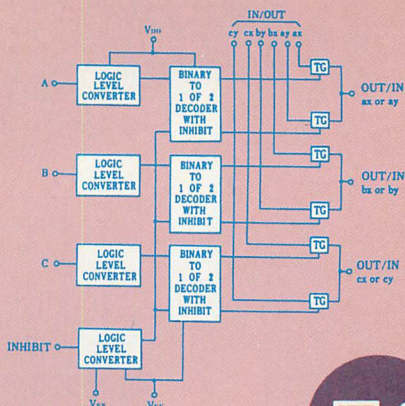 IN/OUT
cy cx by bx ay ax
VDD
A
LOGIC
LEVEL
CONVERTER
BINARY
TO
1 OF 2
DECODER
WITH
INHIBIT
TG
OUT/IN
ax or ay
TG
B
LOGIC
LEVEL
CONVERTER
BINARY
TO
1 OF 2
DECODER
WITH
INHIBIT
TG
OUT/IN
bx or by
TG
C
LOGIC
LEVEL
CONVERTER
BINARY
TO
1 OF 2
DECODER
WITH
INHIBIT
TG
OUT/IN
cx or cy
TG
INHIBIT
LOGIC
LEVEL
CONVERTER